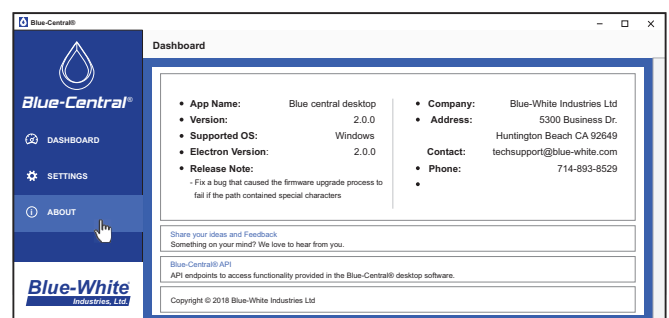 Blue-Central®
Dashboard
Blue-Central®
DASHBOARD
SETTINGS
ABOUT
Blue-White
Industries, Ltd.
• App Name: Blue central desktop
• Version: 2.0.0
• Supported OS: Windows
• Electron Version: 2.0.0
• Release Note:
- Fix a bug that caused the firmware upgrade process to
fail if the path contained special characters
• Company: Blue-White Industries Ltd
• Address: 5300 Business Dr.
Huntington Beach CA 92649
Contact: techsupport@blue-white.com
• Phone: 714-893-8529
•
Share your ideas and Feedback
Something on your mind? We love to hear from you.
Blue-Central® API
API endpoints to access functionality provided in the Blue-Central® desktop software.
Copyright © 2018 Blue-White Industries Ltd